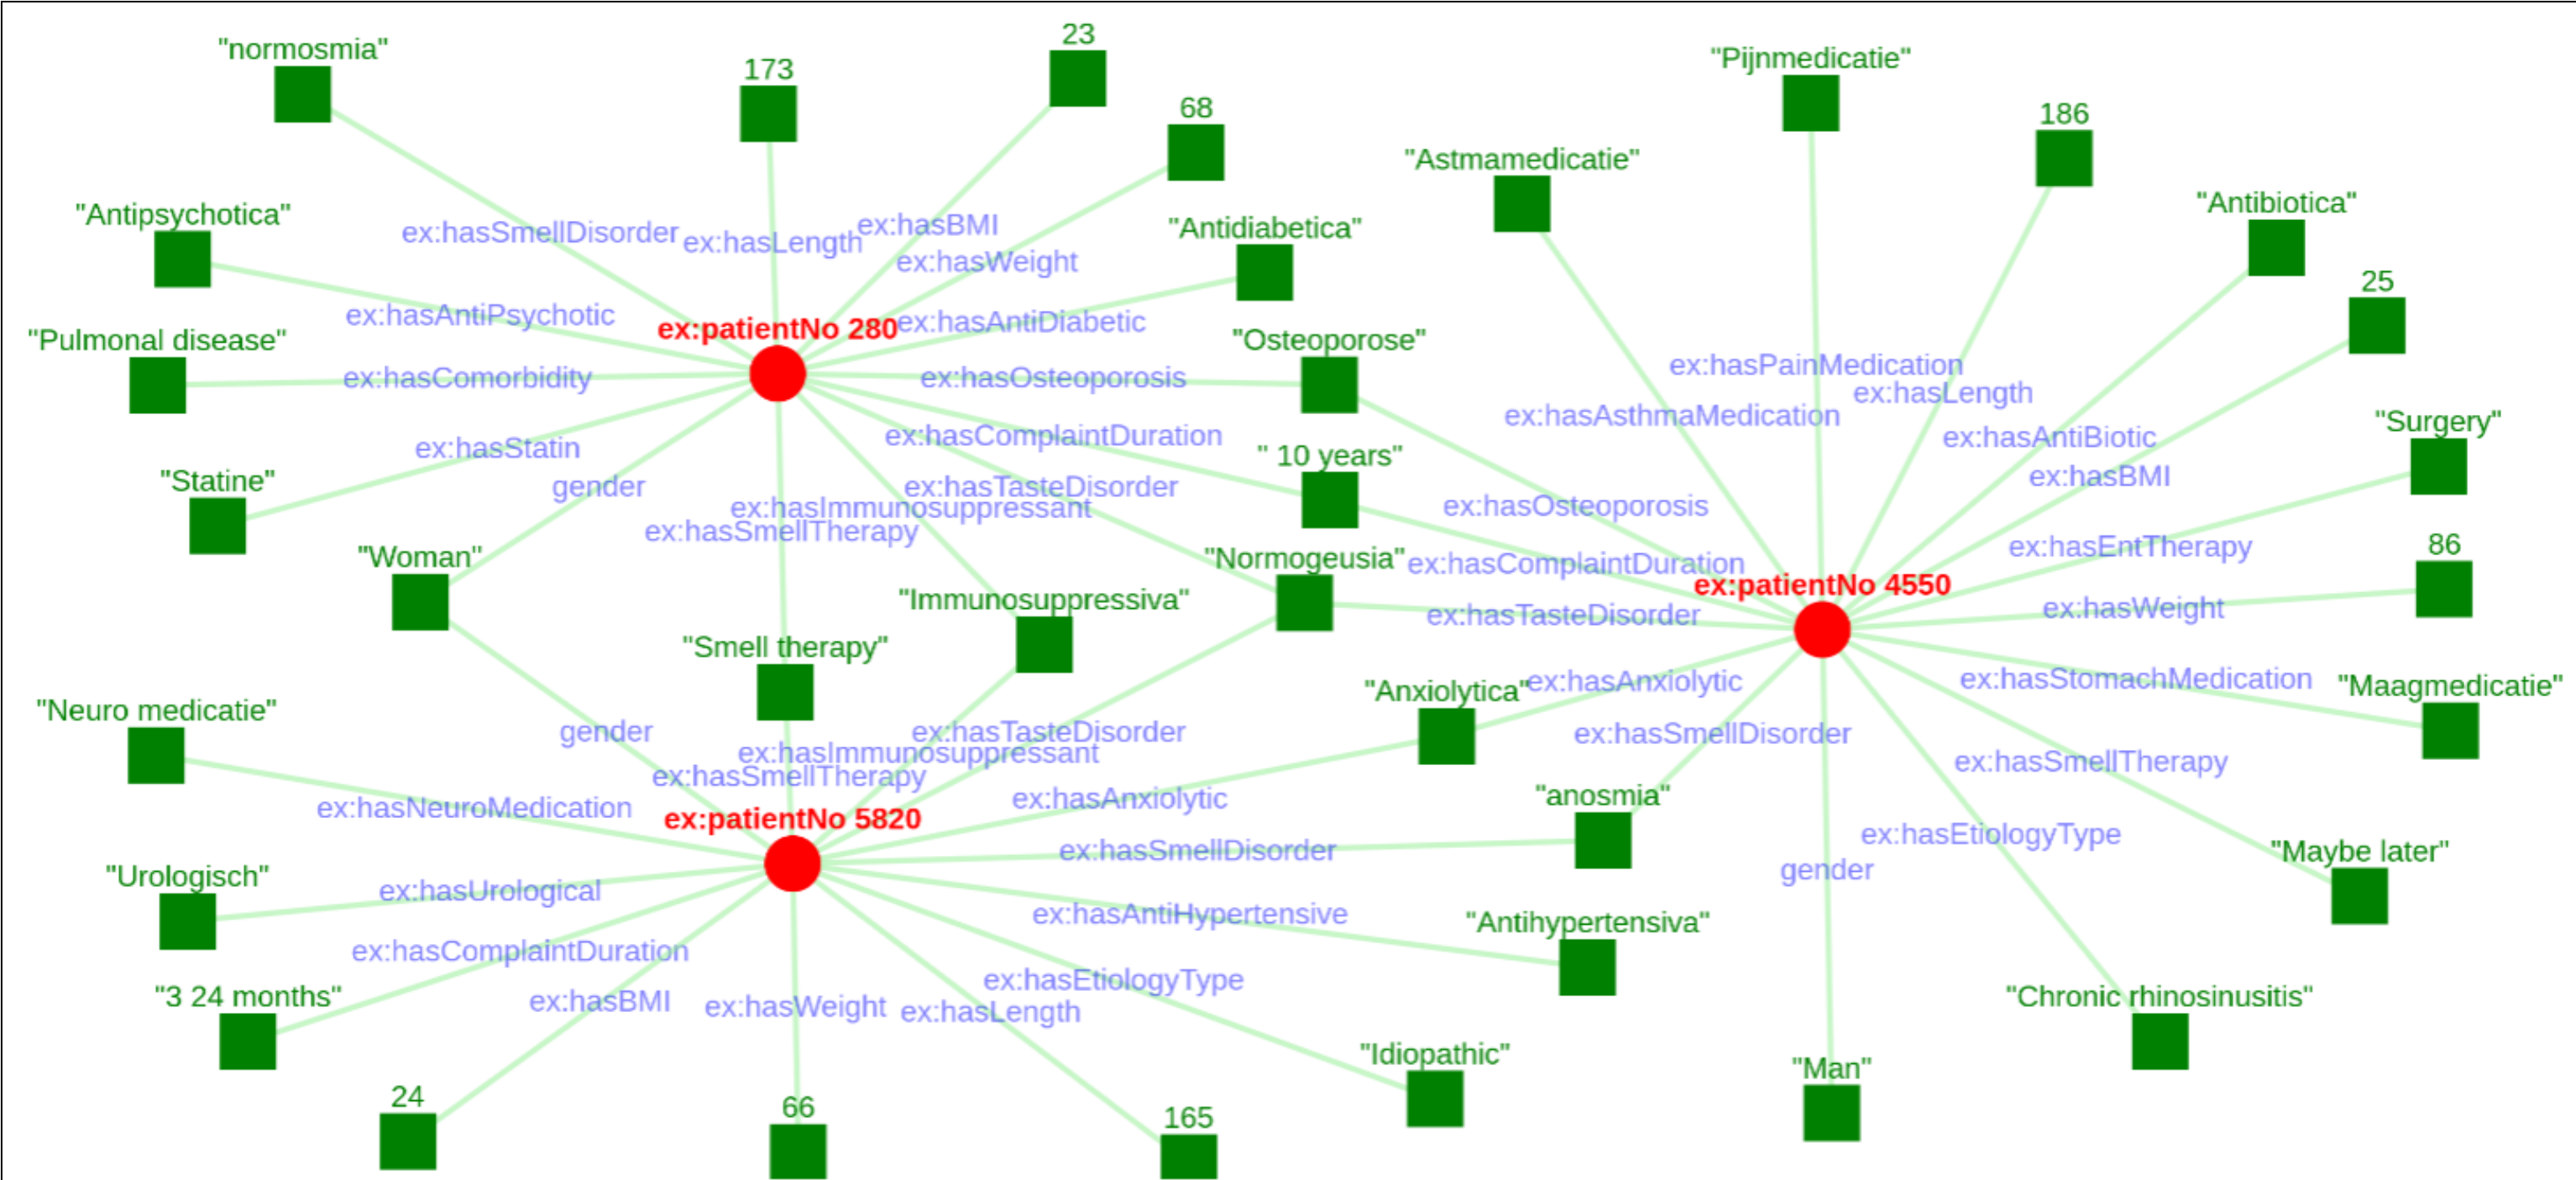 23
"normosmia"
"Pijnmedicatie"
173
68
186
"Astmamedicatie"
"Antibiotica"
"Antipsychotica"
ex:hasSmellDisorder
ex:hasLength
ex:hasBMI
"Antidiabetica"
ex:hasWeight
25
ex:hasAntiPsychotic
ex:patientNo 280
ex:hasAntiDiabetic
"Pulmonal disease"
"Osteoporose"
ex:hasPainMedication
ex:hasComorbidity
ex:hasOsteoporosis
ex:hasLength
ex:hasAsthmaMedication
"Surgery"
ex:hasStatin
ex:hasComplaintDuration
ex:hasAntiBiotic
" 10 years"
ex:hasBMI
"Statine"
gender
ex:hasTasteDisorder
ex:hasImmunosuppressant
ex:hasOsteoporosis
ex:hasSmellTherapy
ex:hasEntTherapy
86
"Woman"
"Normogeusia"
ex:hasComplaintDuration
ex:patientNo 4550
"Immunosuppressiva"
ex:hasTasteDisorder
ex:hasWeight
"Smell therapy"
"Anxiolytica"
ex:hasAnxiolytic
ex:hasStomachMedication
"Maagmedicatie"
"Neuro medicatie"
gender
ex:hasTasteDisorder
ex:hasSmellDisorder
ex:hasImmunosuppressant
ex:hasSmellTherapy
ex:hasSmellTherapy
ex:hasNeuroMedication
ex:patientNo 5820
ex:hasAnxiolytic
"anosmia"
ex:hasEtiologyType
ex:hasSmellDisorder
"Maybe later"
"Urologisch"
ex:hasUrological
gender
ex:hasAntiHypertensive
"Antihypertensiva"
ex:hasComplaintDuration
ex:hasEtiologyType
"3 24 months"
ex:hasBMI
ex:hasWeight
ex:hasLength
"Chronic rhinosinusitis"
"Idiopathic"
"Man"
24
66
165